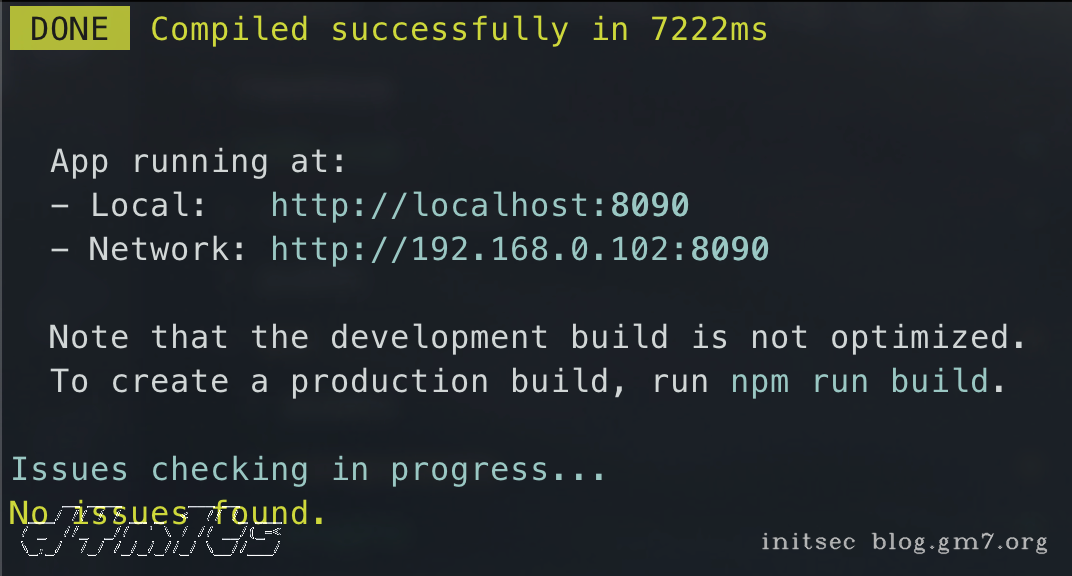 DONE Compiled successfully in 7222ms
App running at:
- Local: http://localhost:8090
- Network: http://192.168.0.102:8090
Note that the development build is not optimized.
To create a production build, run npm run build.
Issues checking in progress...
No issues found.
initsec blog.gm7.org